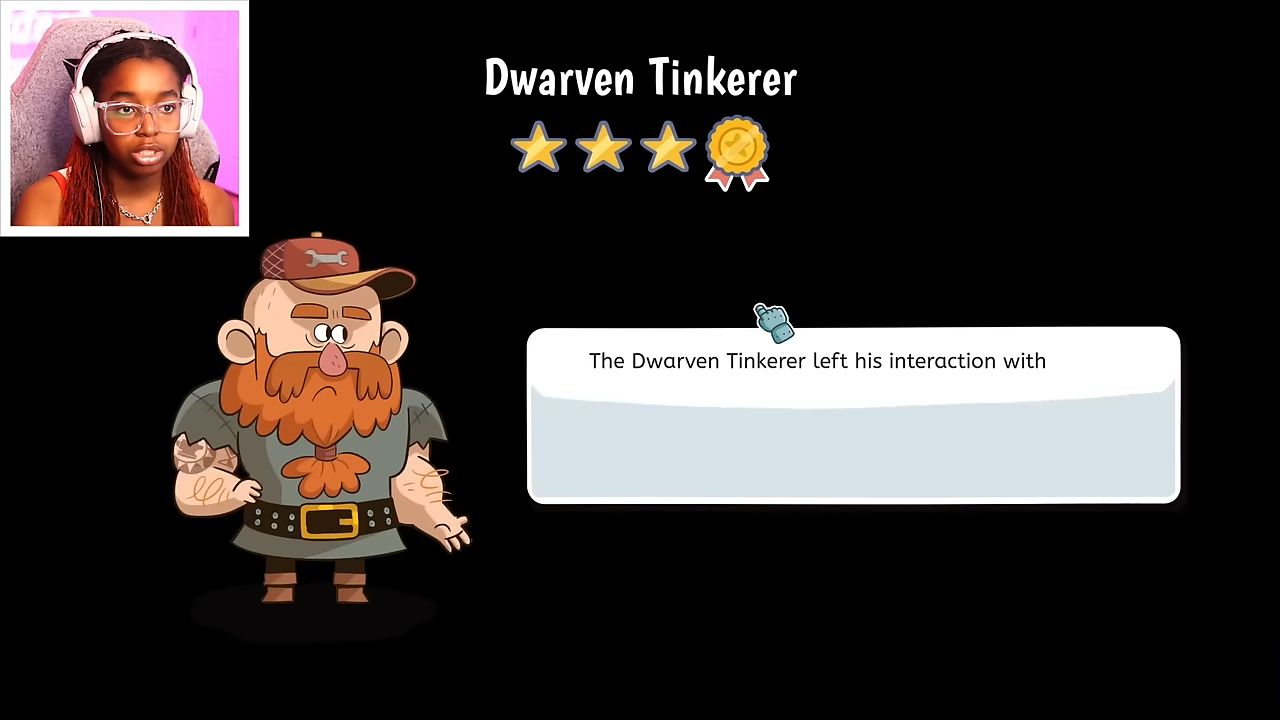 Dwarven Tinkerer
The Dwarven Tinkerer left his interaction with